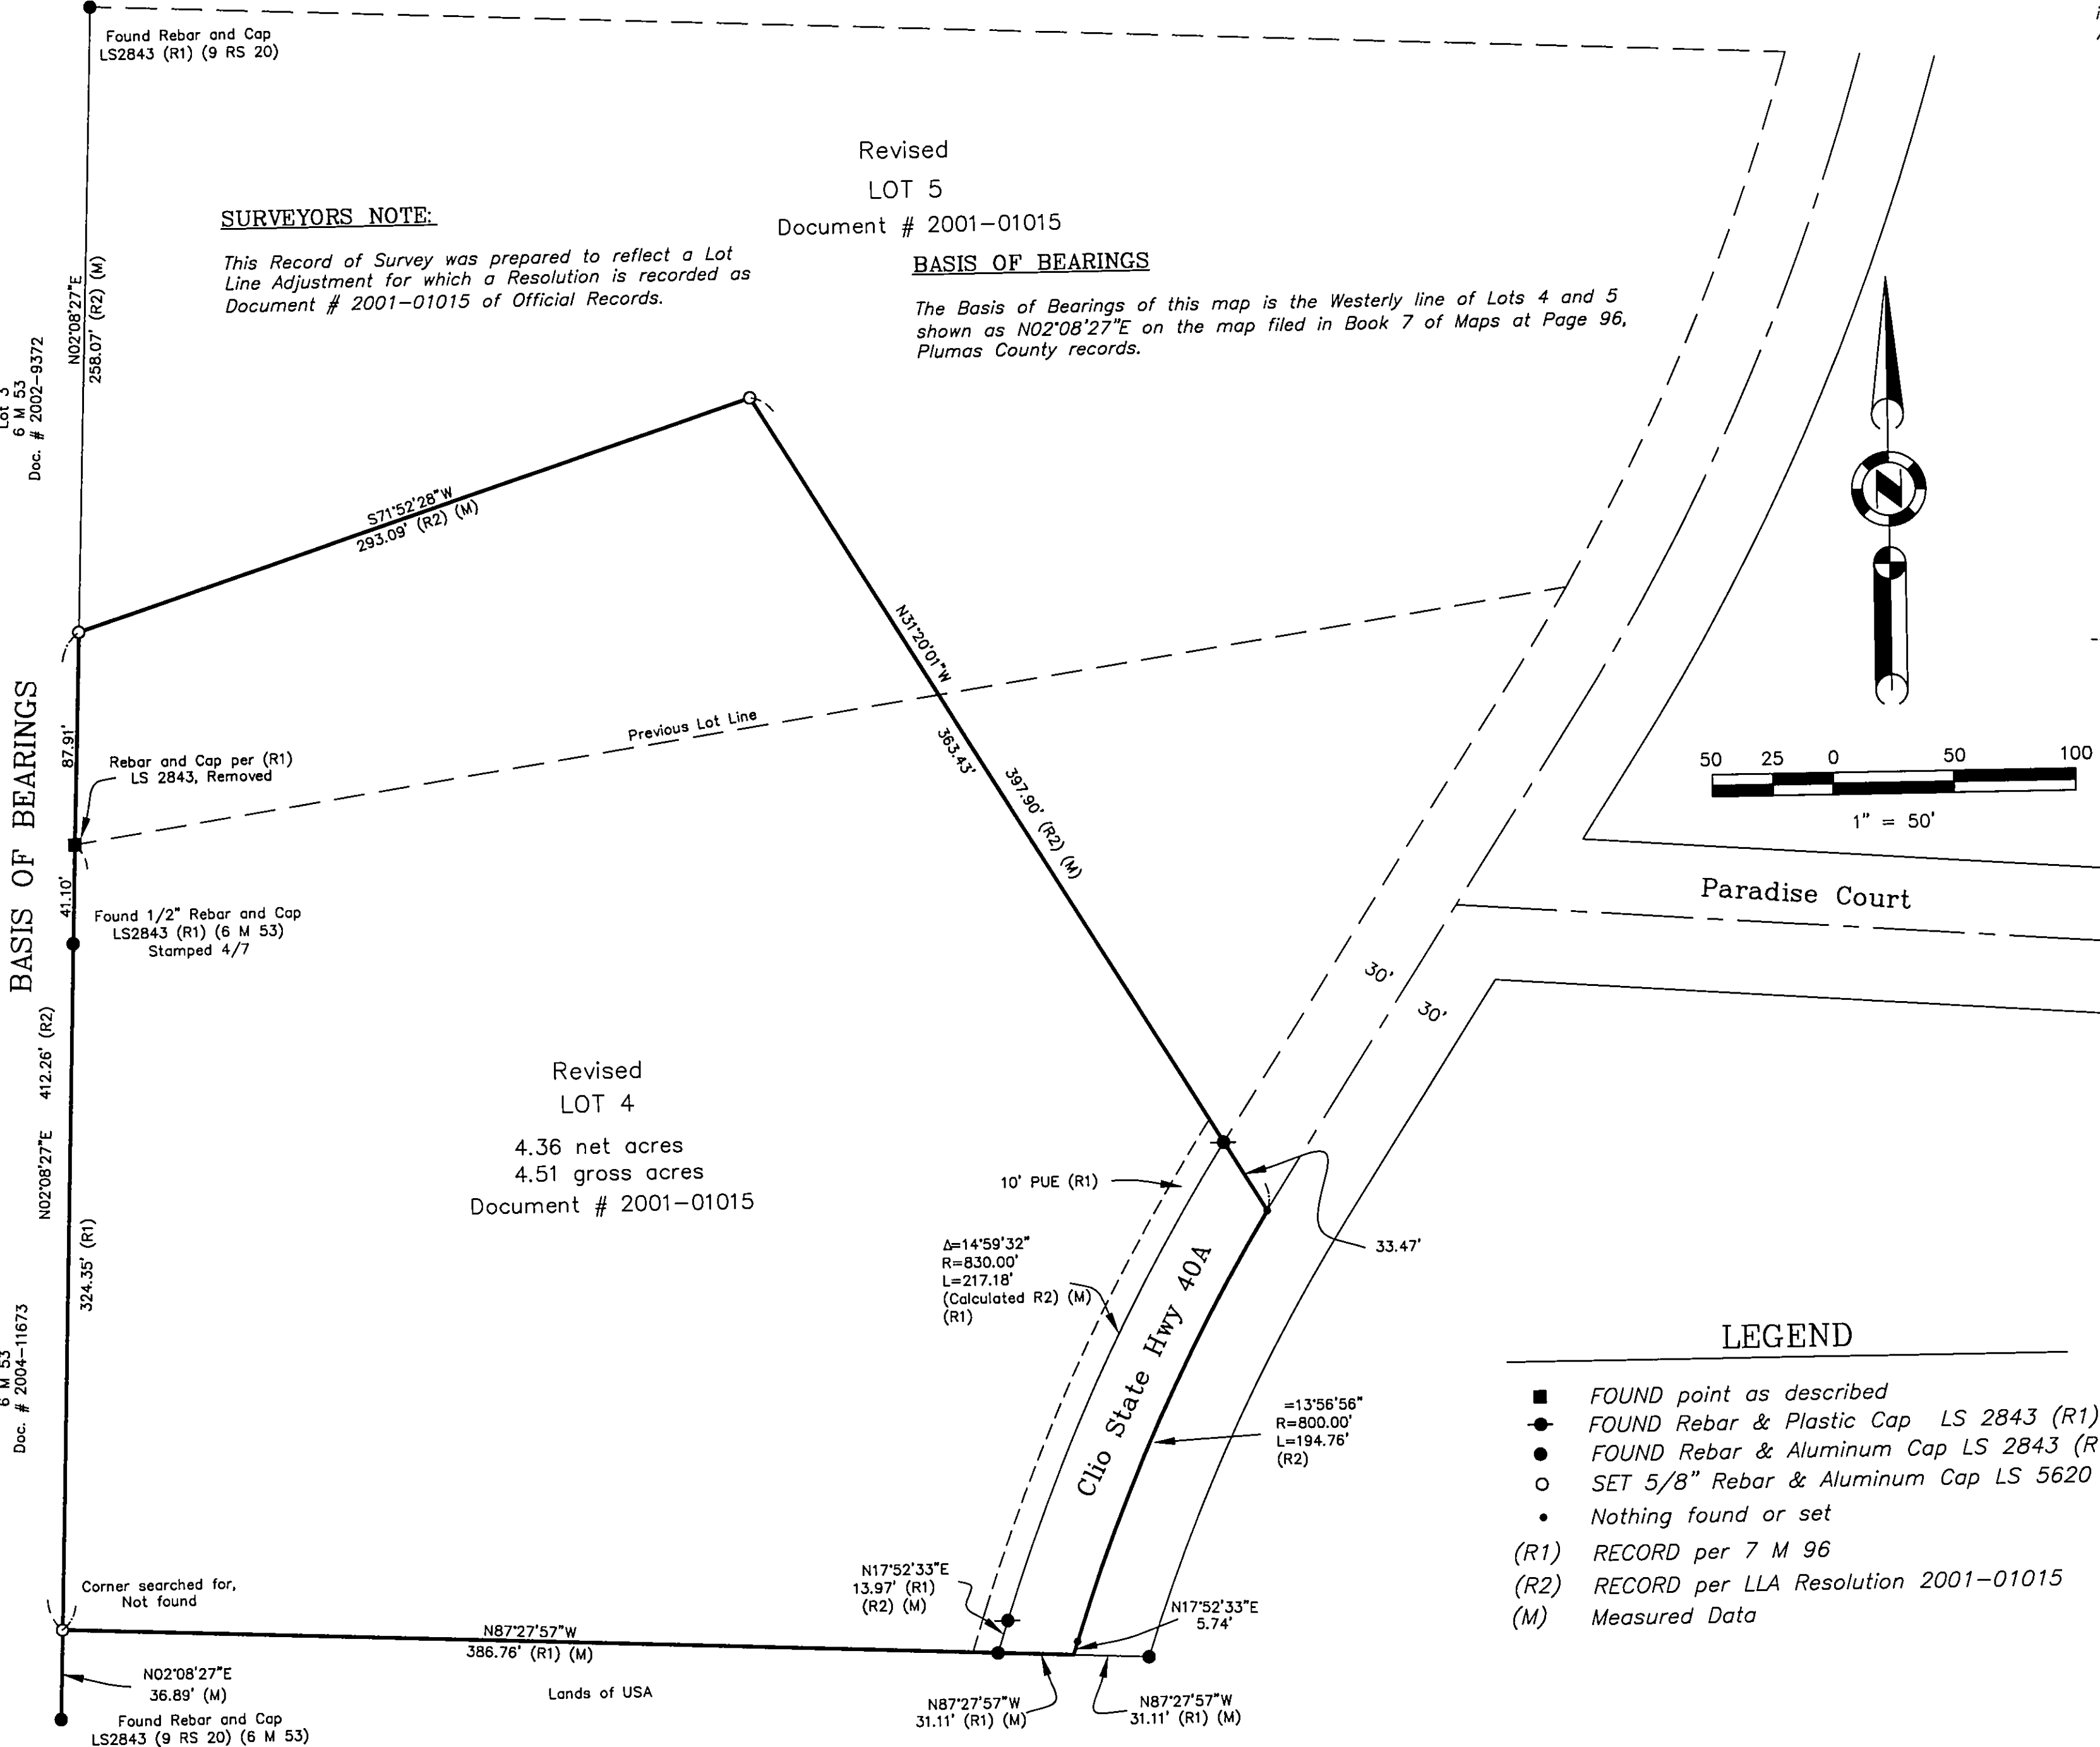 Found Rebar and Cap
LS2843 (R1) (9 RS 20)
Revised
LOT 5
Document # 2001-01015
SURVEYORS NOTE:
This Record of Survey was prepared to reflect a Lot
Line Adjustment for which a Resolution is recorded as
Document # 2001-01015 of Official Records.
BASIS OF BEARINGS
The Basis of Bearings of this map is the Westerly line of Lots 4 and 5
shown as N02°08'27"E on the map filed in Book 7 of Maps at Page 96,
Plumas County records.
N02°08'27"E
258.07' (R2) (M)
Lot 3
6 M 53
Doc. # 2002-9372
S71°52'28"W
293.09' (R2) (M)
N31°20'01"W
363.43'
397.90' (R2) (M)
Previous Lot Line
N
50 25 0 50 100
1" = 50'
BASIS OF BEARINGS
87.91'
Rebar and Cap per (R1)
LS 2843, Removed
41.10'
Found 1/2" Rebar and Cap
LS2843 (R1) (6 M 53)
Stamped 4/7
Paradise Court
30'
30'
N02°08'27"E 412.26' (R2)
324.35' (R1)
6 M 53
Doc. # 2004-11673
Revised
LOT 4
4.36 net acres
4.51 gross acres
Document # 2001-01015
10' PUE (R1)
33.47'
Δ=14°59'32"
R=830.00'
L=217.18'
(Calculated R2) (M)
(R1)
Clio State Hwy 40A
=13°56'56"
R=800.00'
L=194.76'
(R2)
LEGEND
FOUND point as described
FOUND Rebar & Plastic Cap LS 2843 (R1)
FOUND Rebar & Aluminum Cap LS 2843 (R
SET 5/8" Rebar & Aluminum Cap LS 5620
Nothing found or set
(R1) RECORD per 7 M 96
(R2) RECORD per LLA Resolution 2001-01015
(M) Measured Data
Corner searched for,
Not found
N17°52'33"E
13.97' (R1)
(R2) (M)
N17°52'33"E
5.74'
N87°27'57"W
386.76' (R1) (M)
Lands of USA
N02°08'27"E
36.89' (M)
Found Rebar and Cap
LS2843 (9 RS 20) (6 M 53)
N87°27'57"W
31.11' (R1) (M)
N87°27'57"W
31.11' (R1) (M)